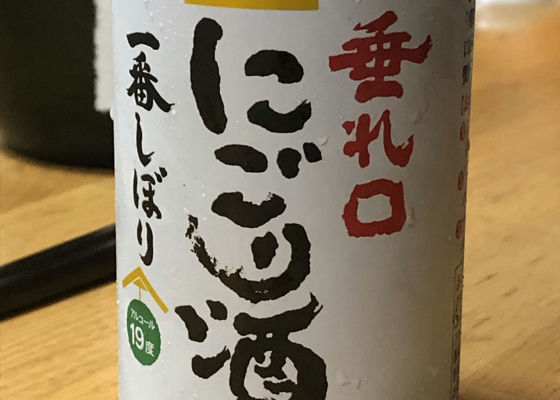 垂れ口
にごり酒
一番しぼり
アルコール
19度